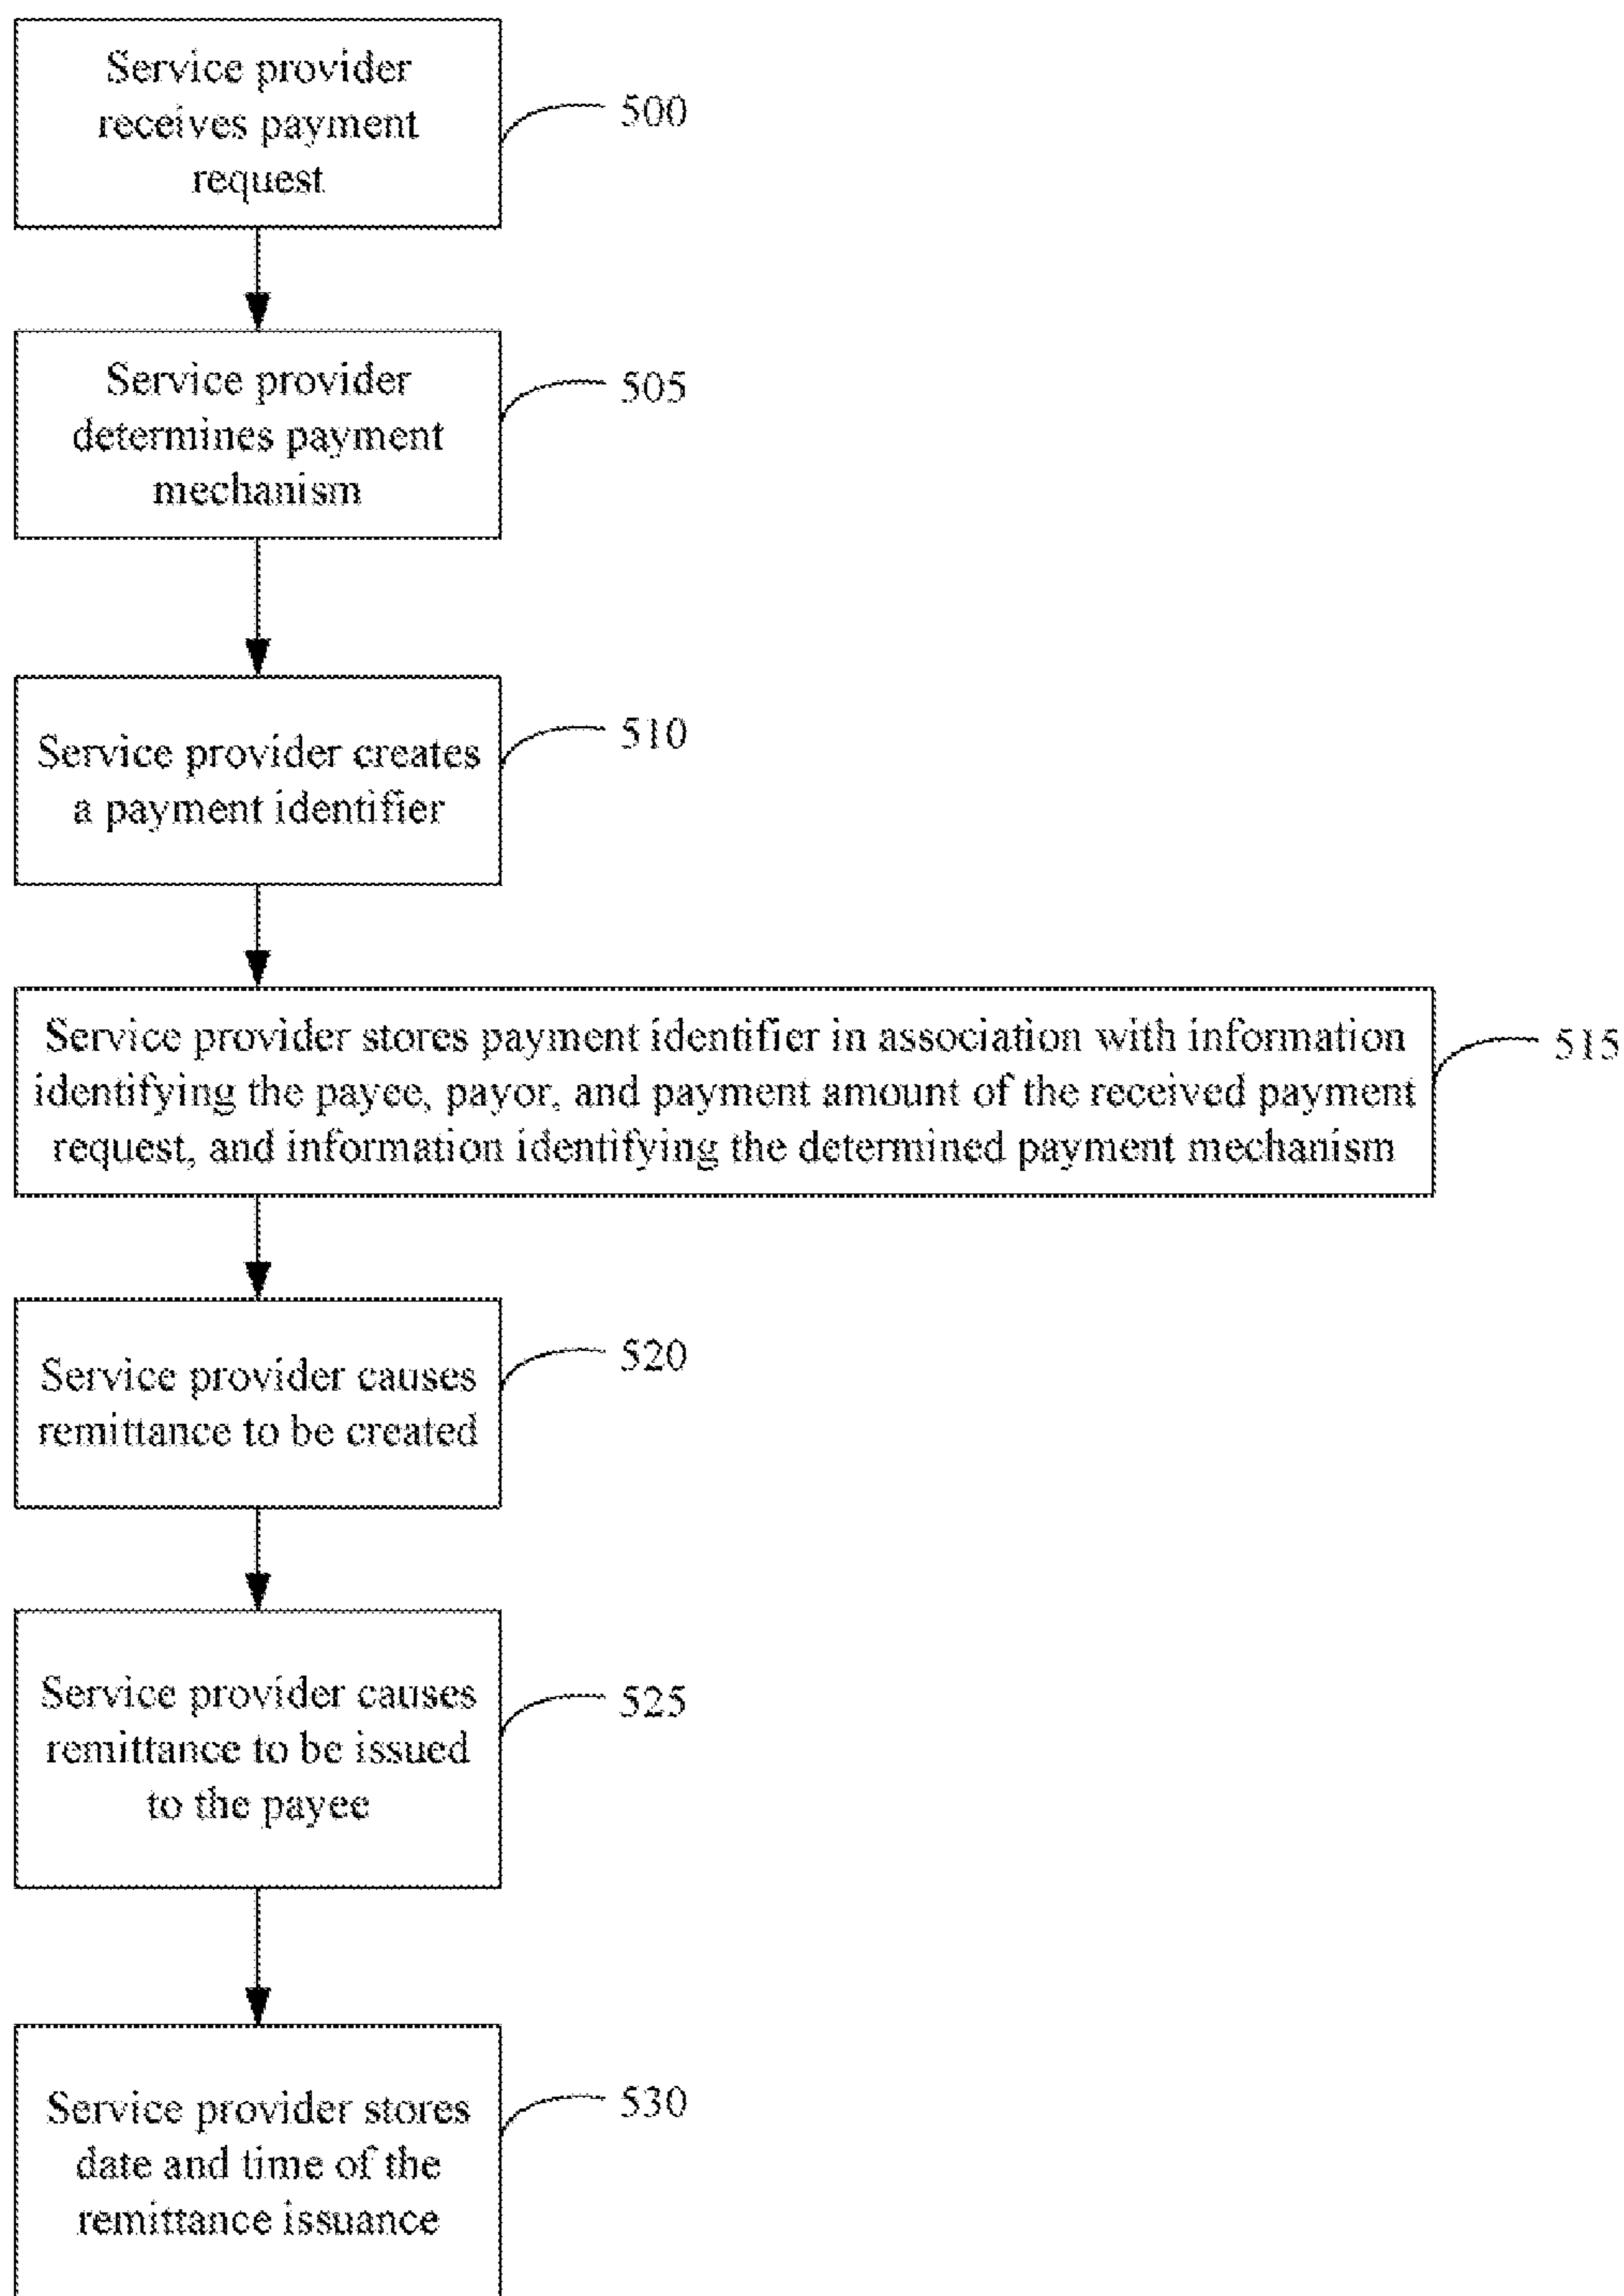 Service provider
receives payment
request
500
Service provider
determines payment
mechanism
505
Service provider creates
a payment identifier
510
Service provider stores payment identifier in association with information
identifying the payee, payor, and payment amount of the received payment
request, and information identifying the determined payment mechanism
515
Service provider causes
remittance to be created
520
Service provider causes
remittance to be issued
to the payee
525
Service provider stores
date and time of the
remittance issuance
530